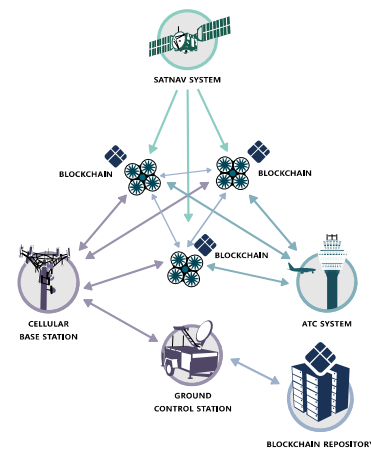 SATNAV SYSTEM
BLOCKCHAIN
BLOCKCHAIN
BLOCKCHAIN
CELLULAR
BASE STATION
ATC SYSTEM
GROUND
CONTROL STATION
BLOCKCHAIN REPOSITORY